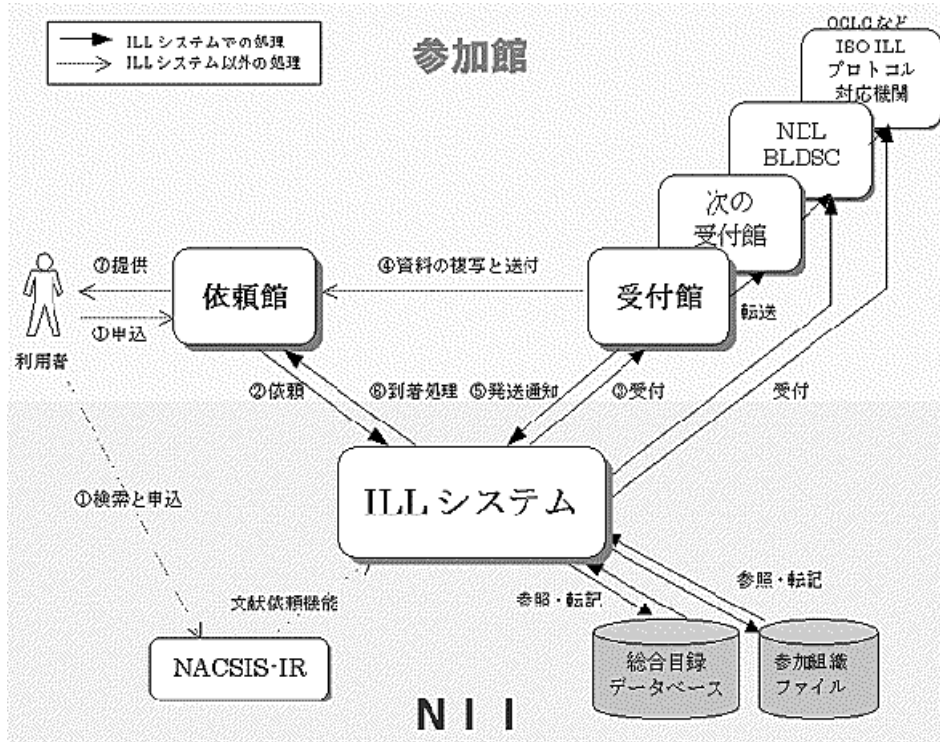 ILL システムでの処理
ILL システム以外の処理
参加館
OCLC など
ISO ILL
プロトコル
対応機関
NDL
BLDSC
次の
受付館
受付館
転送
依頼館
④資料の複写と送付
⑦提供
①申込
利用者
②依頼
⑥到着処理
⑤発送通知
③受付
受付
ILL システム
①検索と申込
文献依頼機能
NACSIS-IR
参照・転記
参照・転記
総合目録
データベース
参加組織
ファイル
NII